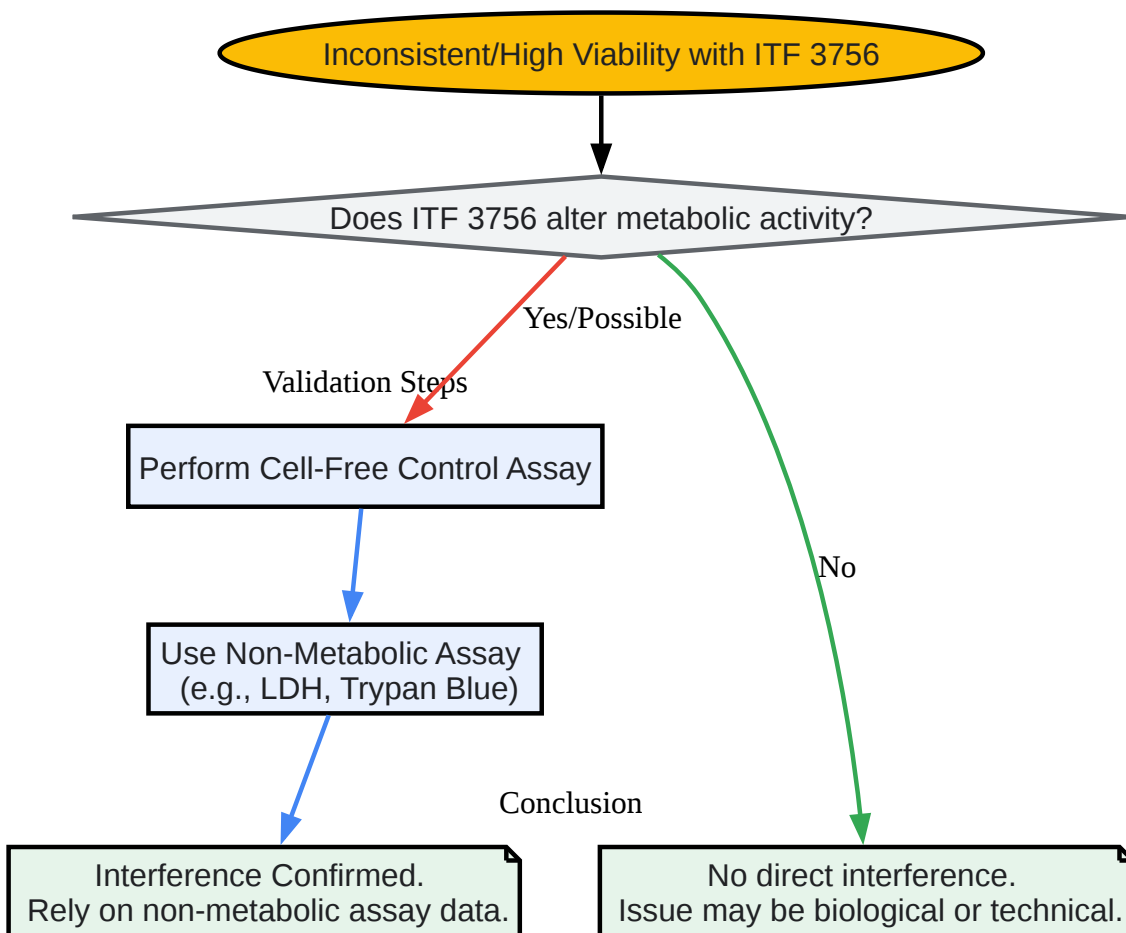 Inconsistent/High Viability with ITF 3756
Does ITF 3756 alter metabolic activity?
Yes/Possible
Validation Steps
Perform Cell-Free Control Assay
No
Use Non-Metabolic Assay
(e.g., LDH, Trypan Blue)
Conclusion
Interference Confirmed.
Rely on non-metabolic assay data.
No direct interference.
Issue may be biological or technical.